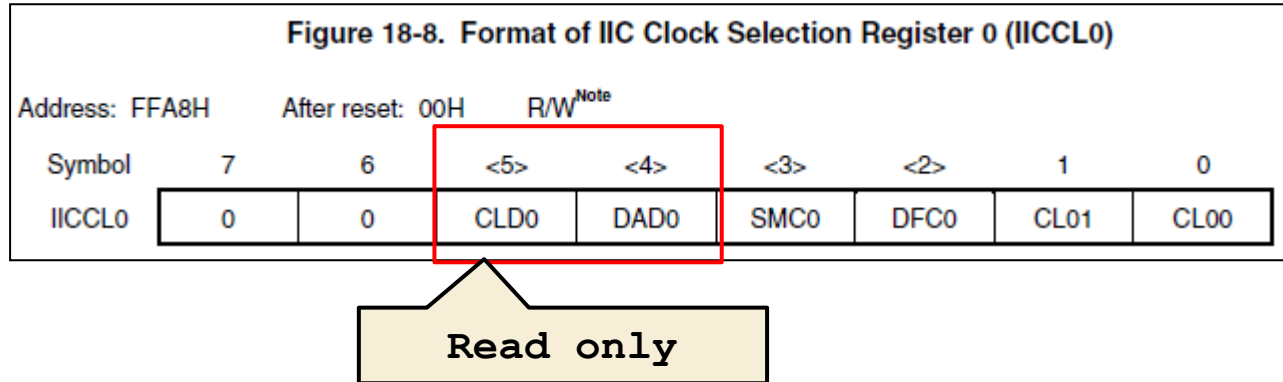 Figure 18-8. Format of IIC Clock Selection Register 0 (IICCL0)
Address: FFA8H After reset: 00H R/WNote
Symbol 7 6 <5> <4> <3> <2> 1 0
IICCL0 0 0 CLD0 DAD0 SMC0 DFC0 CL01 CL00
Read only